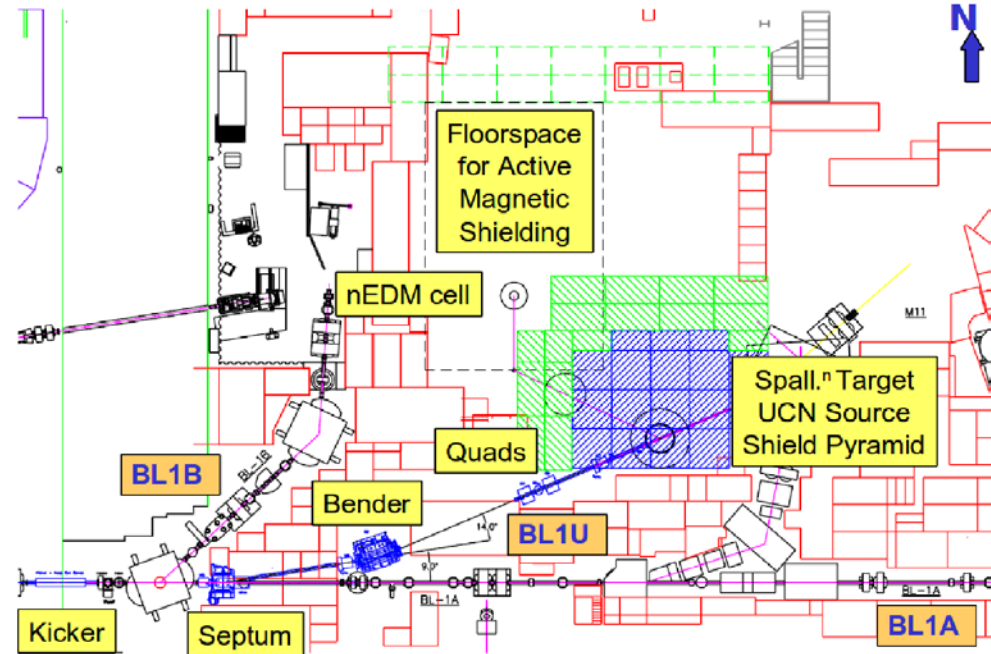 N
Floorspace
for Active
Magnetic
Shielding
nEDM cell
M11
Spall.ⁿ Target
UCN Source
Shield Pyramid
Quads
BL1B
BL-1B
Bender
14.0°
BL1U
9.0°
BL-1A
BL-1A
BL1A
Kicker
Septum